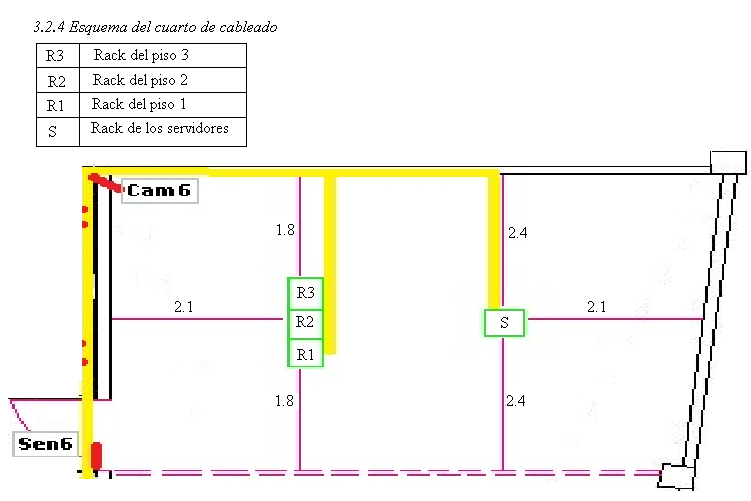 3.2.4 Esquema del cuarto de cableado
R3 Rack del piso 3
R2 Rack del piso 2
R1 Rack del piso 1
S Rack de los servidores
Cam6
1.8
2.4
R3
2.1
R2
S
2.1
R1
1.8
2.4
Sen6